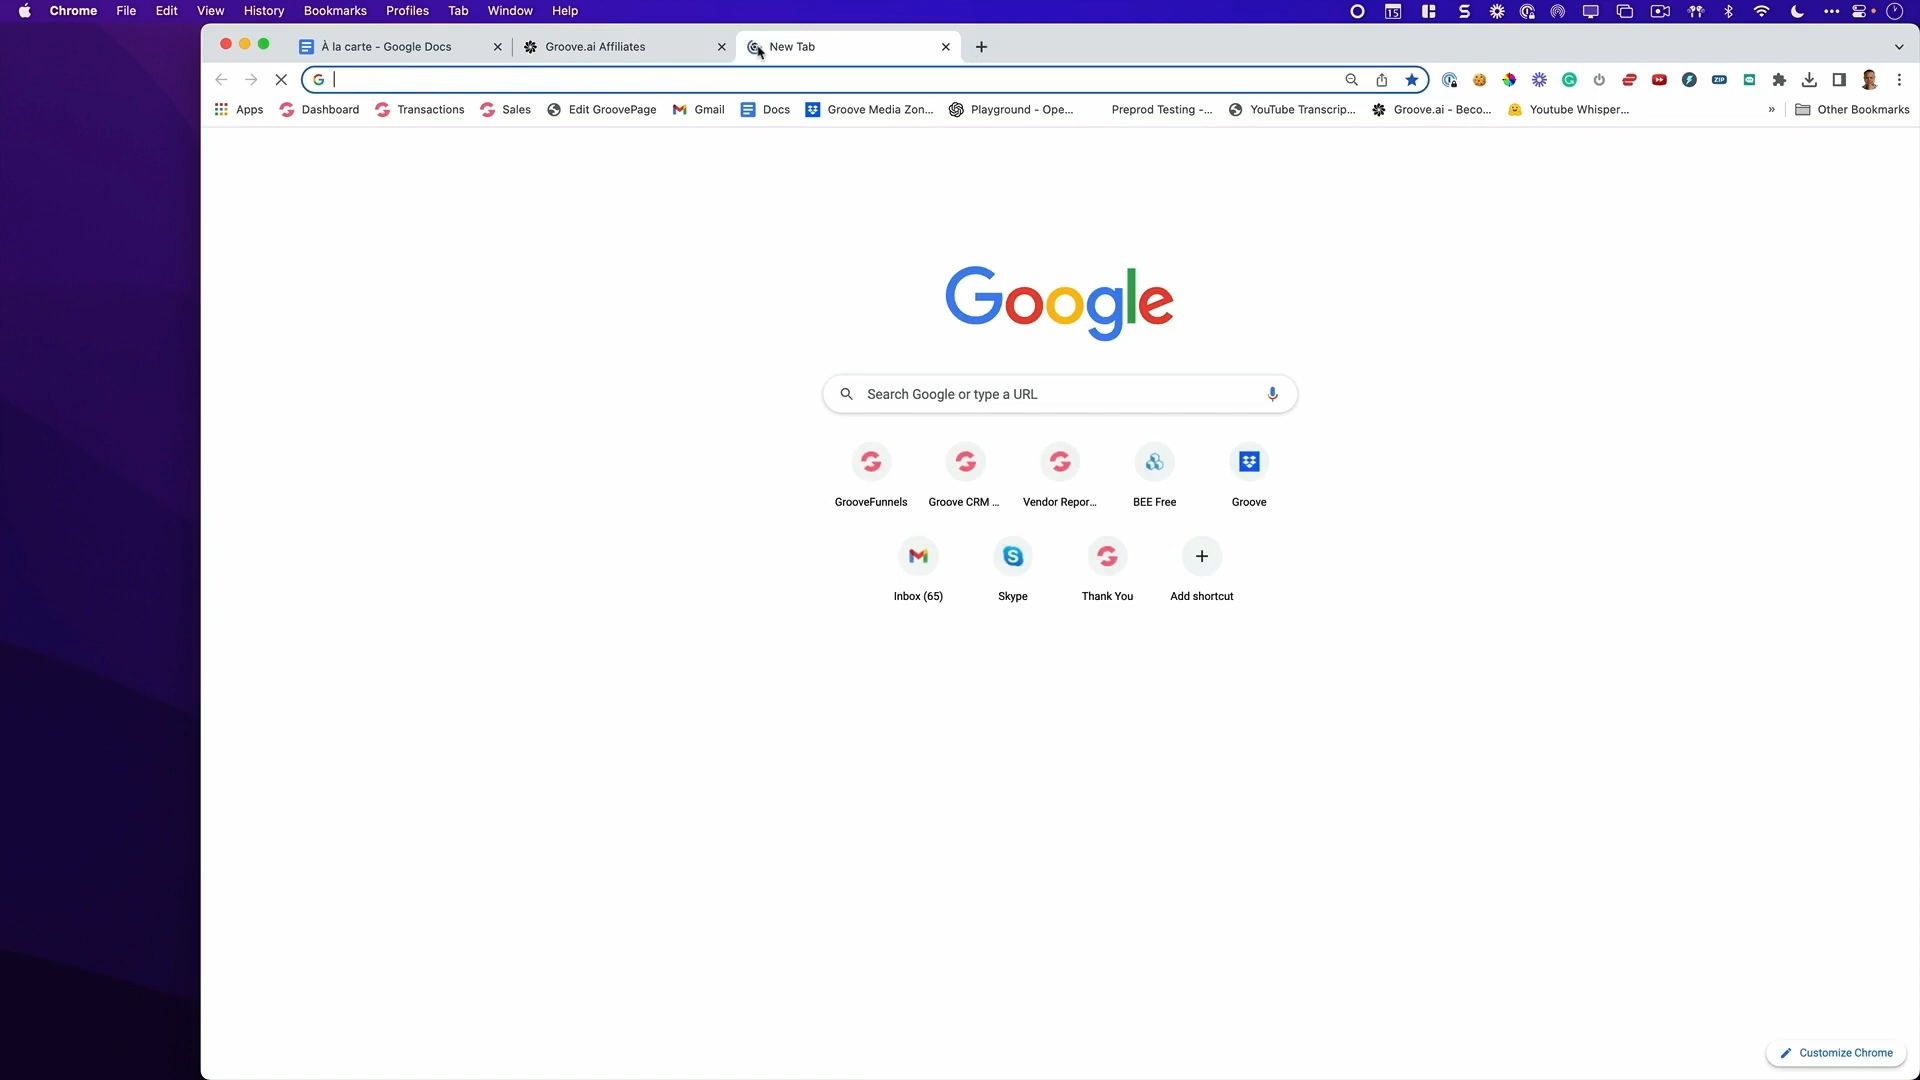 Chrome File Edit View History Bookmarks Profiles Tab Window Help 15 S
À la carte - Google Docs Groove.ai Affiliates New Tab
Apps Dashboard Transactions Sales Edit GroovePage Gmail Docs Groove Media Zon... Playground - Ope... Preprod Testing -... YouTube Transcrip... Groove.ai - Beco... Youtube Whisper... » Other Bookmarks
Google
Search Google or type a URL
GrooveFunnels Groove CRM ... Vendor Repor... BEE Free Groove
Inbox (65) Skype Thank You Add shortcut
Customize Chrome